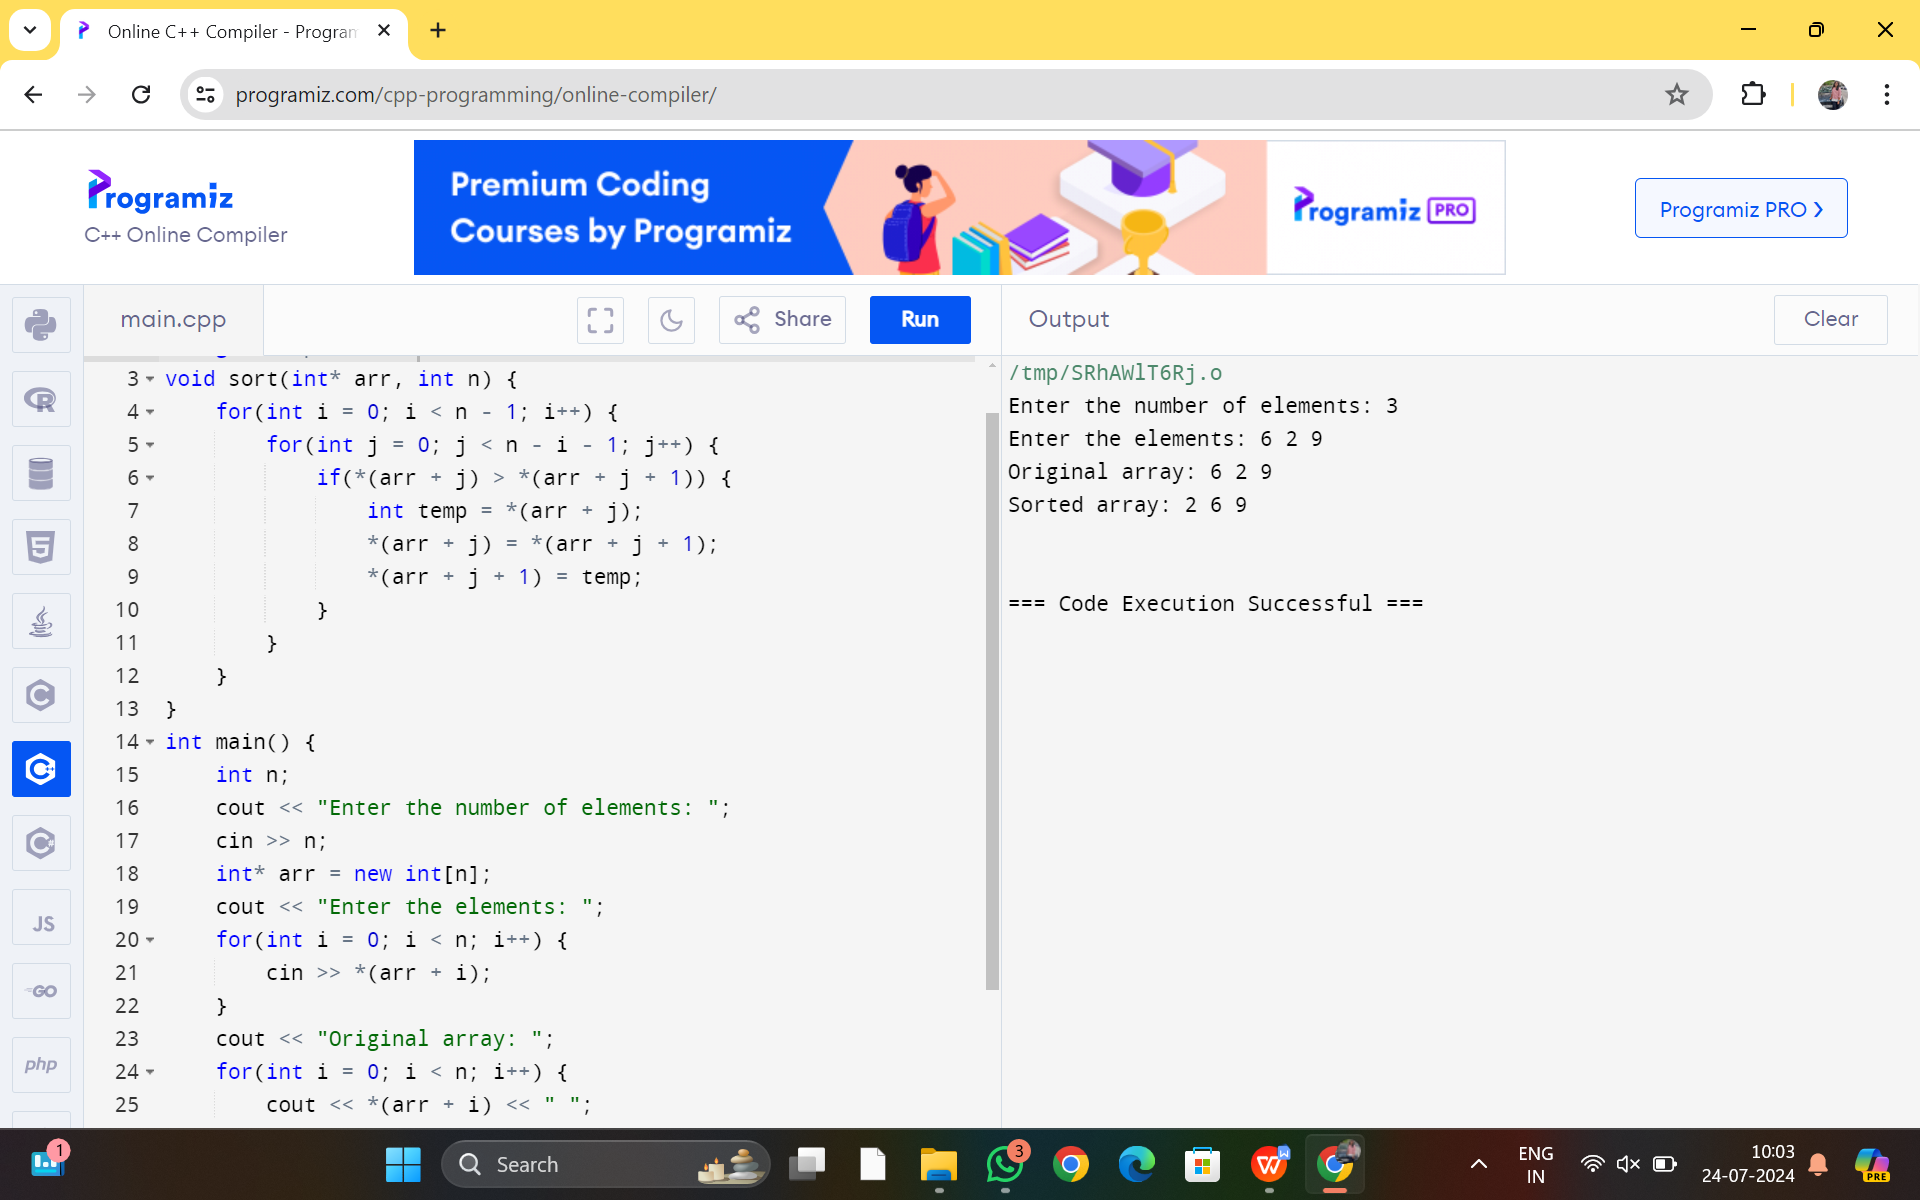 Online C++ Compiler - Program
programiz.com/cpp-programming/online-compiler/
Programiz
C++ Online Compiler
Premium Coding
Courses by Programiz
Programiz PRO
Programiz PRO ❯
main.cpp
Share
Run
Output
Clear
3 void sort(int* arr, int n) {
4 for(int i = 0; i < n - 1; i++) {
5 for(int j = 0; j < n - i - 1; j++) {
6 if(*(arr + j) > *(arr + j + 1)) {
7 int temp = *(arr + j);
8 *(arr + j) = *(arr + j + 1);
9 *(arr + j + 1) = temp;
10 }
11 }
12 }
13 }
14 int main() {
15 int n;
16 cout << "Enter the number of elements: ";
17 cin >> n;
18 int* arr = new int[n];
19 cout << "Enter the elements: ";
20 for(int i = 0; i < n; i++) {
21 cin >> *(arr + i);
22 }
23 cout << "Original array: ";
24 for(int i = 0; i < n; i++) {
25 cout << *(arr + i) << " ";
/tmp/SRhAWlT6Rj.o
Enter the number of elements: 3
Enter the elements: 6 2 9
Original array: 6 2 9
Sorted array: 2 6 9
=== Code Execution Successful ===
JS
GO
php
1
Search
3
ENG
IN
10:03
24-07-2024
PRE